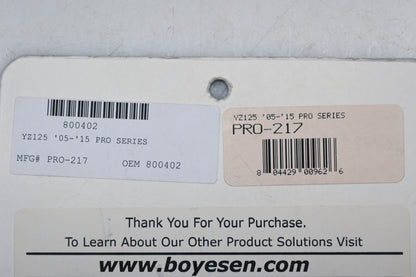 800402
YZ125 '05-'15 PRO SERIES
MFG# PRO-217 OEM 800402
YZ125 '05-'15 PRO SERIES
PRO-217
8 04429 00962 6
Thank You For Your Purchase.
To Learn About Our Other Product Solutions Visit
www.boyesen.com